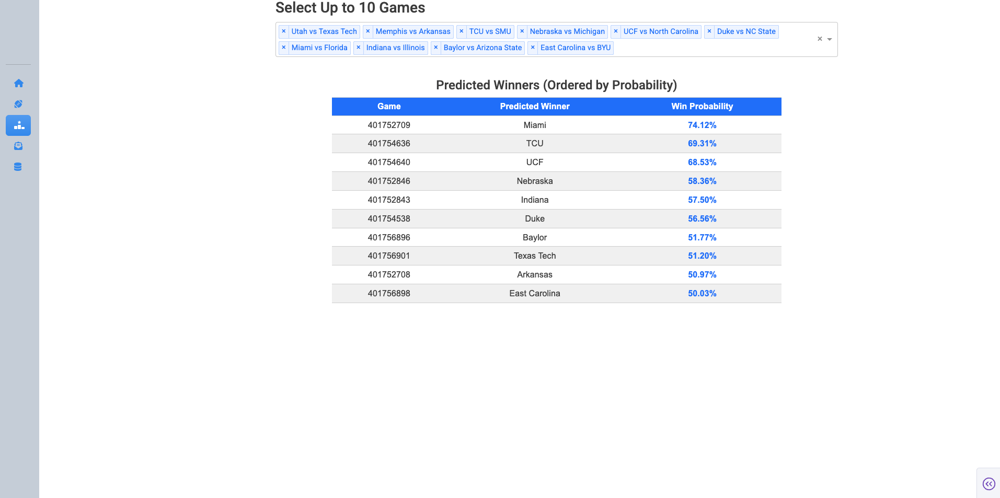 Select Up to 10 Games
× Utah vs Texas Tech × Memphis vs Arkansas × TCU vs SMU × Nebraska vs Michigan × UCF vs North Carolina × Duke vs NC State
× Miami vs Florida × Indiana vs Illinois × Baylor vs Arizona State × East Carolina vs BYU
×
Predicted Winners (Ordered by Probability)
Game Predicted Winner Win Probability
401752709 Miami 74.12%
401754636 TCU 69.31%
401754640 UCF 68.53%
401752846 Nebraska 58.36%
401752843 Indiana 57.50%
401754538 Duke 56.56%
401756896 Baylor 51.77%
401756901 Texas Tech 51.20%
401752708 Arkansas 50.97%
401756898 East Carolina 50.03%